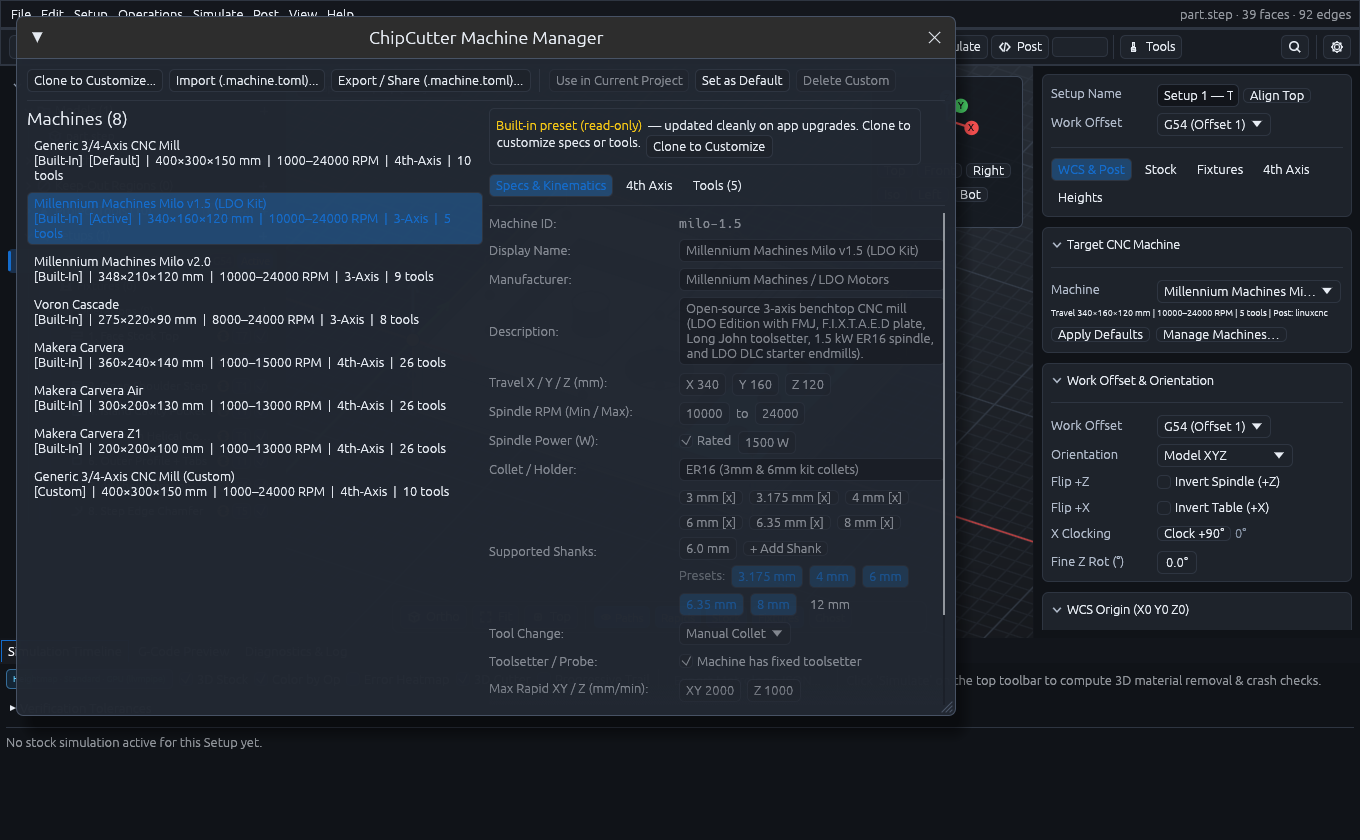 File Edit Setup Operations Simulate Post View Help
part.step · 39 faces · 92 edges
ChipCutter Machine Manager
Post
Tools
Clone to Customize...
Import (.machine.toml)...
Export / Share (.machine.toml)...
Use in Current Project
Set as Default
Delete Custom
Machines (8)
Generic 3/4-Axis CNC Mill
[Built-In] [Default] | 400×300×150 mm | 1000–24000 RPM | 4th-Axis | 10
tools
Millennium Machines Milo v1.5 (LDO Kit)
[Built-In] [Active] | 340×160×120 mm | 10000–24000 RPM | 3-Axis | 5
tools
Millennium Machines Milo v2.0
[Built-In] | 348×210×120 mm | 10000–24000 RPM | 3-Axis | 9 tools
Voron Cascade
[Built-In] | 275×220×90 mm | 8000–24000 RPM | 3-Axis | 8 tools
Makera Carvera
[Built-In] | 360×240×140 mm | 1000–15000 RPM | 4th-Axis | 26 tools
Makera Carvera Air
[Built-In] | 300×200×130 mm | 1000–13000 RPM | 4th-Axis | 26 tools
Makera Carvera Z1
[Built-In] | 200×200×100 mm | 1000–13000 RPM | 4th-Axis | 26 tools
Generic 3/4-Axis CNC Mill (Custom)
[Custom] | 400×300×150 mm | 1000–24000 RPM | 4th-Axis | 10 tools
Built-in preset (read-only) — updated cleanly on app upgrades. Clone to
customize specs or tools. Clone to Customize
Specs & Kinematics
4th Axis
Tools (5)
Machine ID: milo-1.5
Display Name: Millennium Machines Milo v1.5 (LDO Kit)
Manufacturer: Millennium Machines / LDO Motors
Description:
Open-source 3-axis benchtop CNC mill
(LDO Edition with FMJ, F.I.X.T.A.E.D plate,
Long John toolsetter, 1.5 kW ER16 spindle,
and LDO DLC starter endmills).
Travel X / Y / Z (mm): X 340 Y 160 Z 120
Spindle RPM (Min / Max): 10000 to 24000
Spindle Power (W): Rated 1500 W
Collet / Holder: ER16 (3mm & 6mm kit collets)
Supported Shanks:
3 mm [x] 3.175 mm [x] 4 mm [x]
6 mm [x] 6.35 mm [x] 8 mm [x]
6.0 mm + Add Shank
Presets: 3.175 mm 4 mm 6 mm
6.35 mm 8 mm 12 mm
Tool Change: Manual Collet
Toolsetter / Probe: Machine has fixed toolsetter
Max Rapid XY / Z (mm/min): XY 2000 Z 1000
Y
X
Right
Bot
Setup Name Setup 1 — T Align Top
Work Offset G54 (Offset 1)
WCS & Post Stock Fixtures 4th Axis
Heights
Target CNC Machine
Machine Millennium Machines Mi...
Travel 340×160×120 mm | 10000–24000 RPM | 5 tools | Post: linuxcnc
Apply Defaults Manage Machines...
Work Offset & Orientation
Work Offset G54 (Offset 1)
Orientation Model XYZ
Flip +Z Invert Spindle (+Z)
Flip +X Invert Table (+X)
X Clocking Clock +90° 0°
Fine Z Rot (°) 0.0°
WCS Origin (X0 Y0 Z0)
the top toolbar to compute 3D material removal & crash checks.
No stock simulation active for this Setup yet.